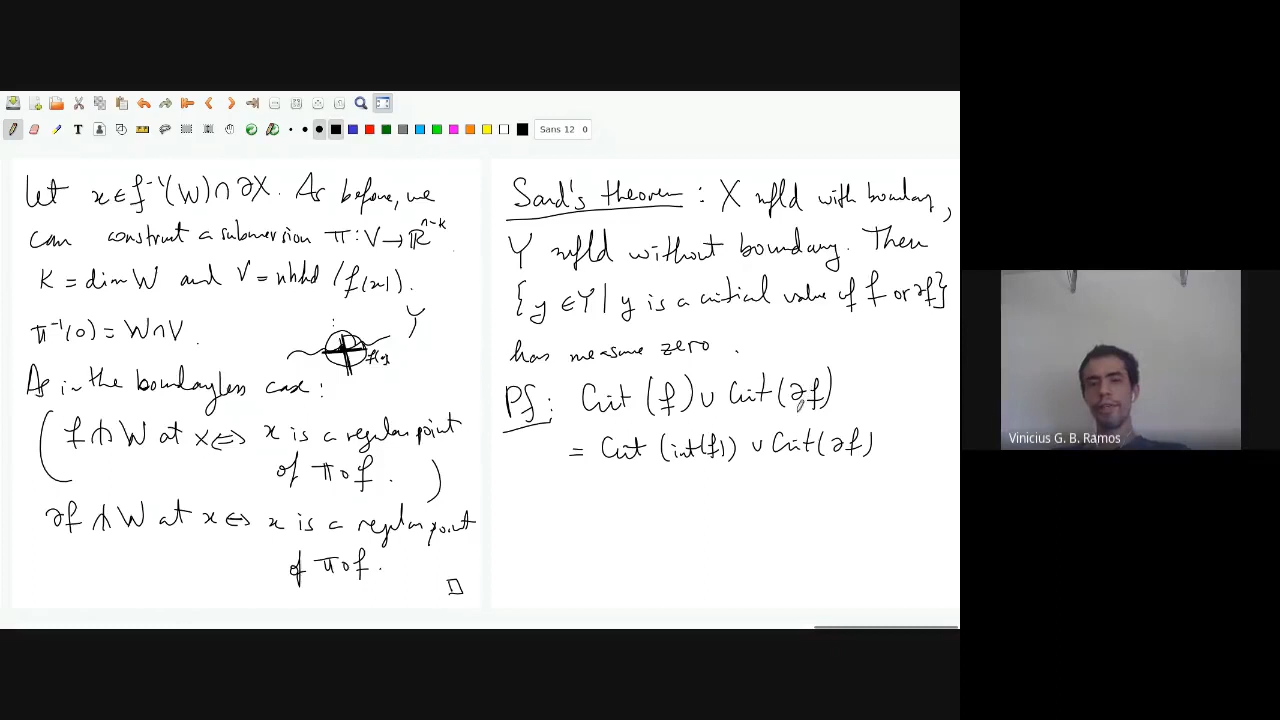 Sans 12 0
Let x ∈ f⁻¹(W) ∩ ∂X. As before, we
can construct a submersion π: V → ℝⁿ⁻ᵏ
K = dim W and V = nbhd / f(x).
π⁻¹(0) = W ∩ V.
Y
f(x)
As in the boundaryless case:
( f ⋔ W at x ⟺ x is a regular point
of π∘f. )
∂f ⋔ W at x ⟺ x is a regular point
of π∘f.
□
Sard's theorem: X mfld with boundary,
Y mfld without boundary. Then
{y ∈ Y | y is a critical value of f or ∂f}
has measure zero.
Pf: Crit (f) ∪ Crit (∂f)
= Crit (int(f)) ∪ Crit (∂f)
Vinicius G. B. Ramos